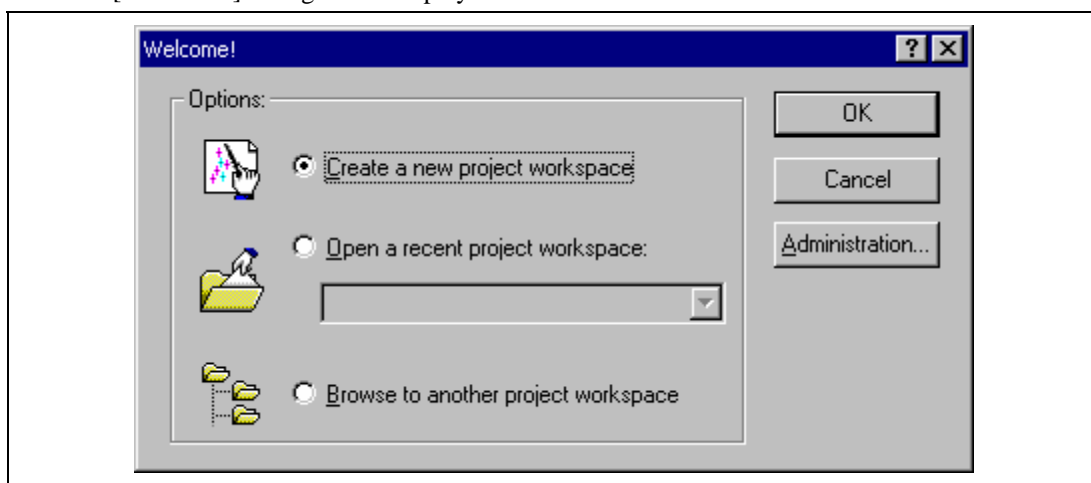 Welcome!
Options:
Create a new project workspace
Open a recent project workspace:
Browse to another project workspace
OK
Cancel
Administration...